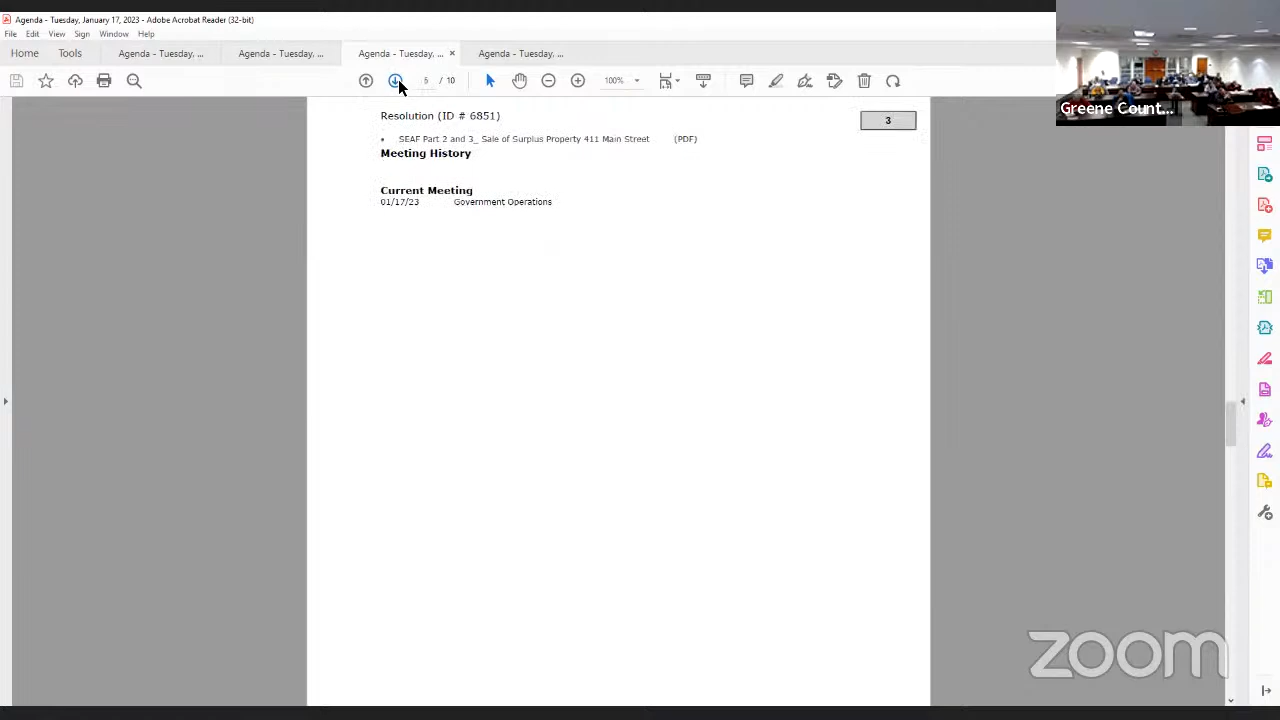 Agenda - Tuesday, January 17, 2023 - Adobe Acrobat Reader (32-bit)
File Edit View Sign Window Help
Home Tools Agenda - Tuesday, ... Agenda - Tuesday, ... Agenda - Tuesday, ... × Agenda - Tuesday, ...
5 / 10 100%
Greene Count...
Resolution (ID # 6851)
3
• SEAF Part 2 and 3_ Sale of Surplus Property 411 Main Street (PDF)
Meeting History
Current Meeting
01/17/23 Government Operations
zoom